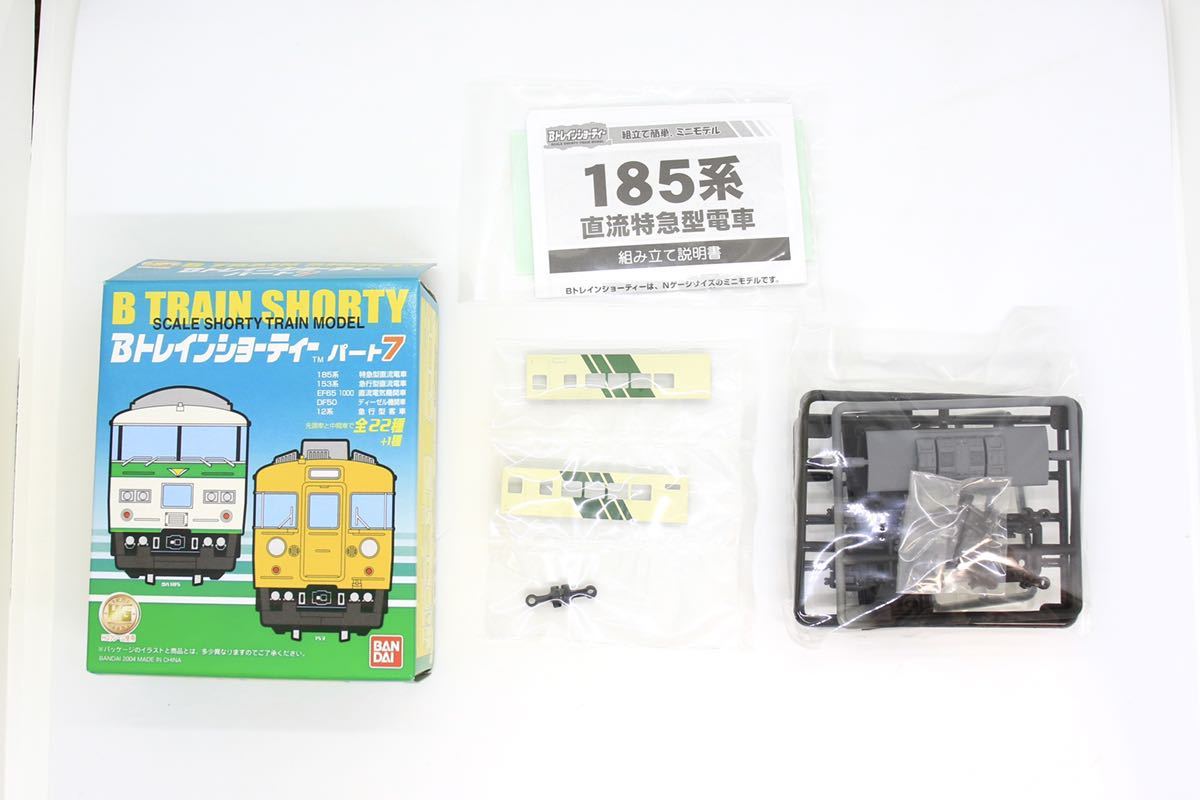 B TRAIN SHORTY
SCALE SHORTY TRAIN MODEL
Bトレインショーティー™ パート7
185系 特急型直流電車
153系 急行型直流電車
EF65 1000 直流電気機関車
DF50 ディーゼル機関車
12系 急行型客車
先頭車と中間車で全22種
+1種
※パッケージのイラストと商品とは、多少異なりますのでご了承ください。
BANDAI 2004 MADE IN CHINA
BAN
DAI
Bトレインショーティー
SCALE SHORTY TRAIN MODEL
組立て簡単、ミニモデル
185系
直流特急型電車
組み立て説明書
Bトレインショーティーは、Nゲージサイズのミニモデルです。